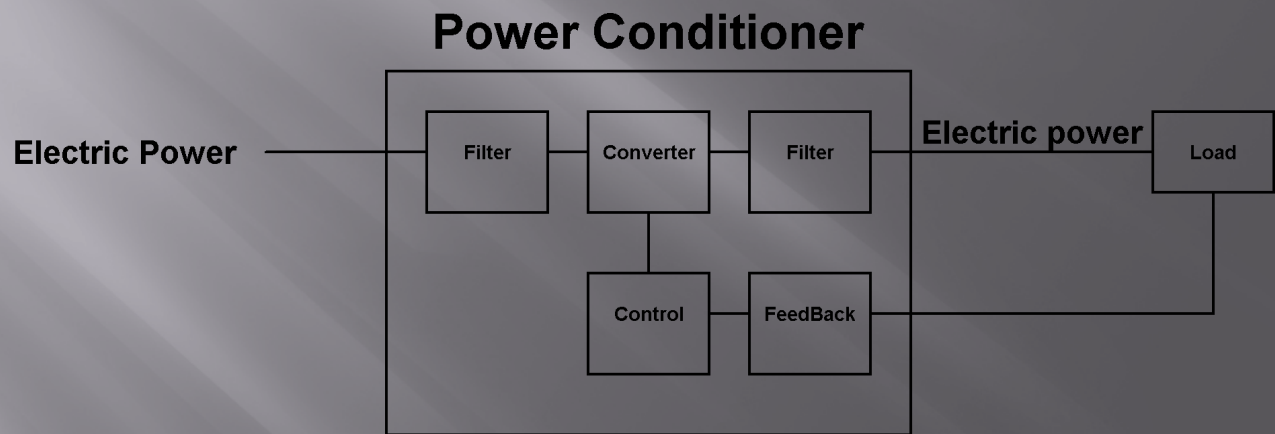 Power Conditioner
Electric Power
Filter
Converter
Filter
Electric power
Load
Control
FeedBack